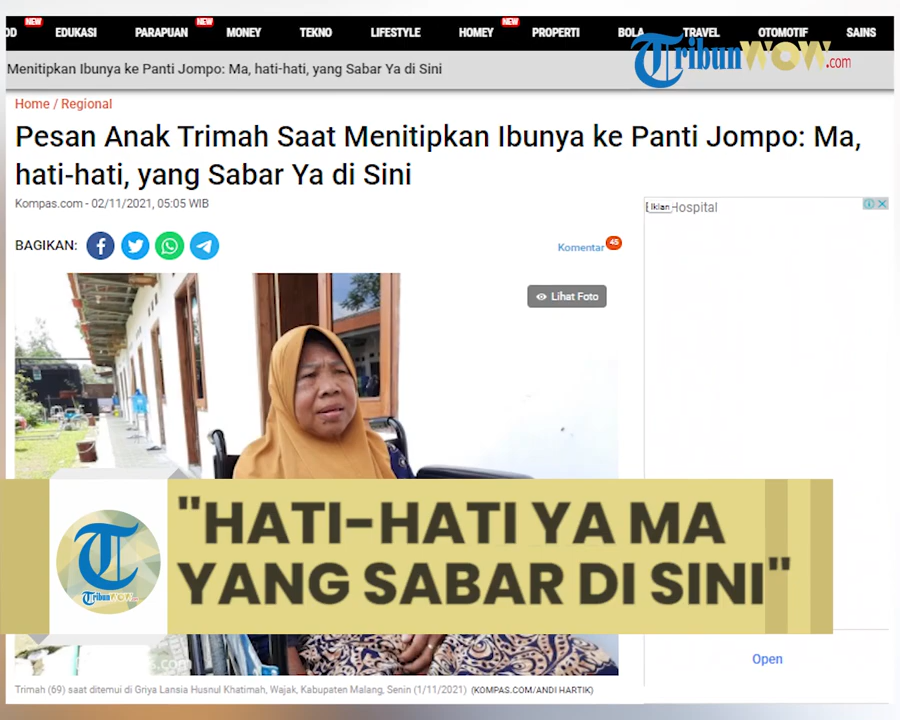 OD NEW EDUKASI PARAPUAN NEW MONEY TEKNO LIFESTYLE HOMEY NEW PROPERTI BOLA TRAVEL OTOMOTIF SAINS
Menitipkan Ibunya ke Panti Jompo: Ma, hati-hati, yang Sabar Ya di Sini
TribunWOW.com
Home / Regional
Pesan Anak Trimah Saat Menitipkan Ibunya ke Panti Jompo: Ma,
hati-hati, yang Sabar Ya di Sini
Kompas.com - 02/11/2021, 05:05 WIB
Iklan Hospital
BAGIKAN:
Komentar 45
Lihat Foto
"HATI-HATI YA MA
YANG SABAR DI SINI"
T
TribunWOW
Open
Trimah (69) saat ditemui di Griya Lansia Husnul Khatimah, Wajak, Kabupaten Malang, Senin (1/11/2021) (KOMPAS.COM/ANDI HARTIK)